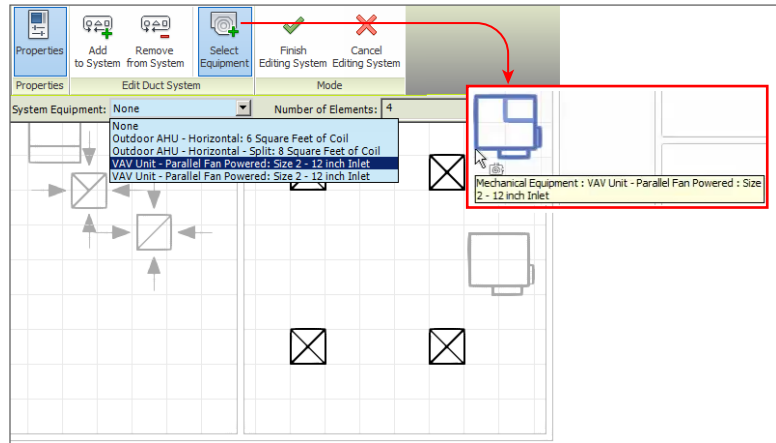 Properties
Add
to System
Remove
from System
Select
Equipment
Finish
Editing System
Cancel
Editing System
Properties
Edit Duct System
Mode
System Equipment: None
Number of Elements: 4
None
Outdoor AHU - Horizontal: 6 Square Feet of Coil
Outdoor AHU - Horizontal - Split: 8 Square Feet of Coil
VAV Unit - Parallel Fan Powered: Size 2 - 12 inch Inlet
VAV Unit - Parallel Fan Powered: Size 2 - 12 inch Inlet
Mechanical Equipment : VAV Unit - Parallel Fan Powered : Size
2 - 12 inch Inlet